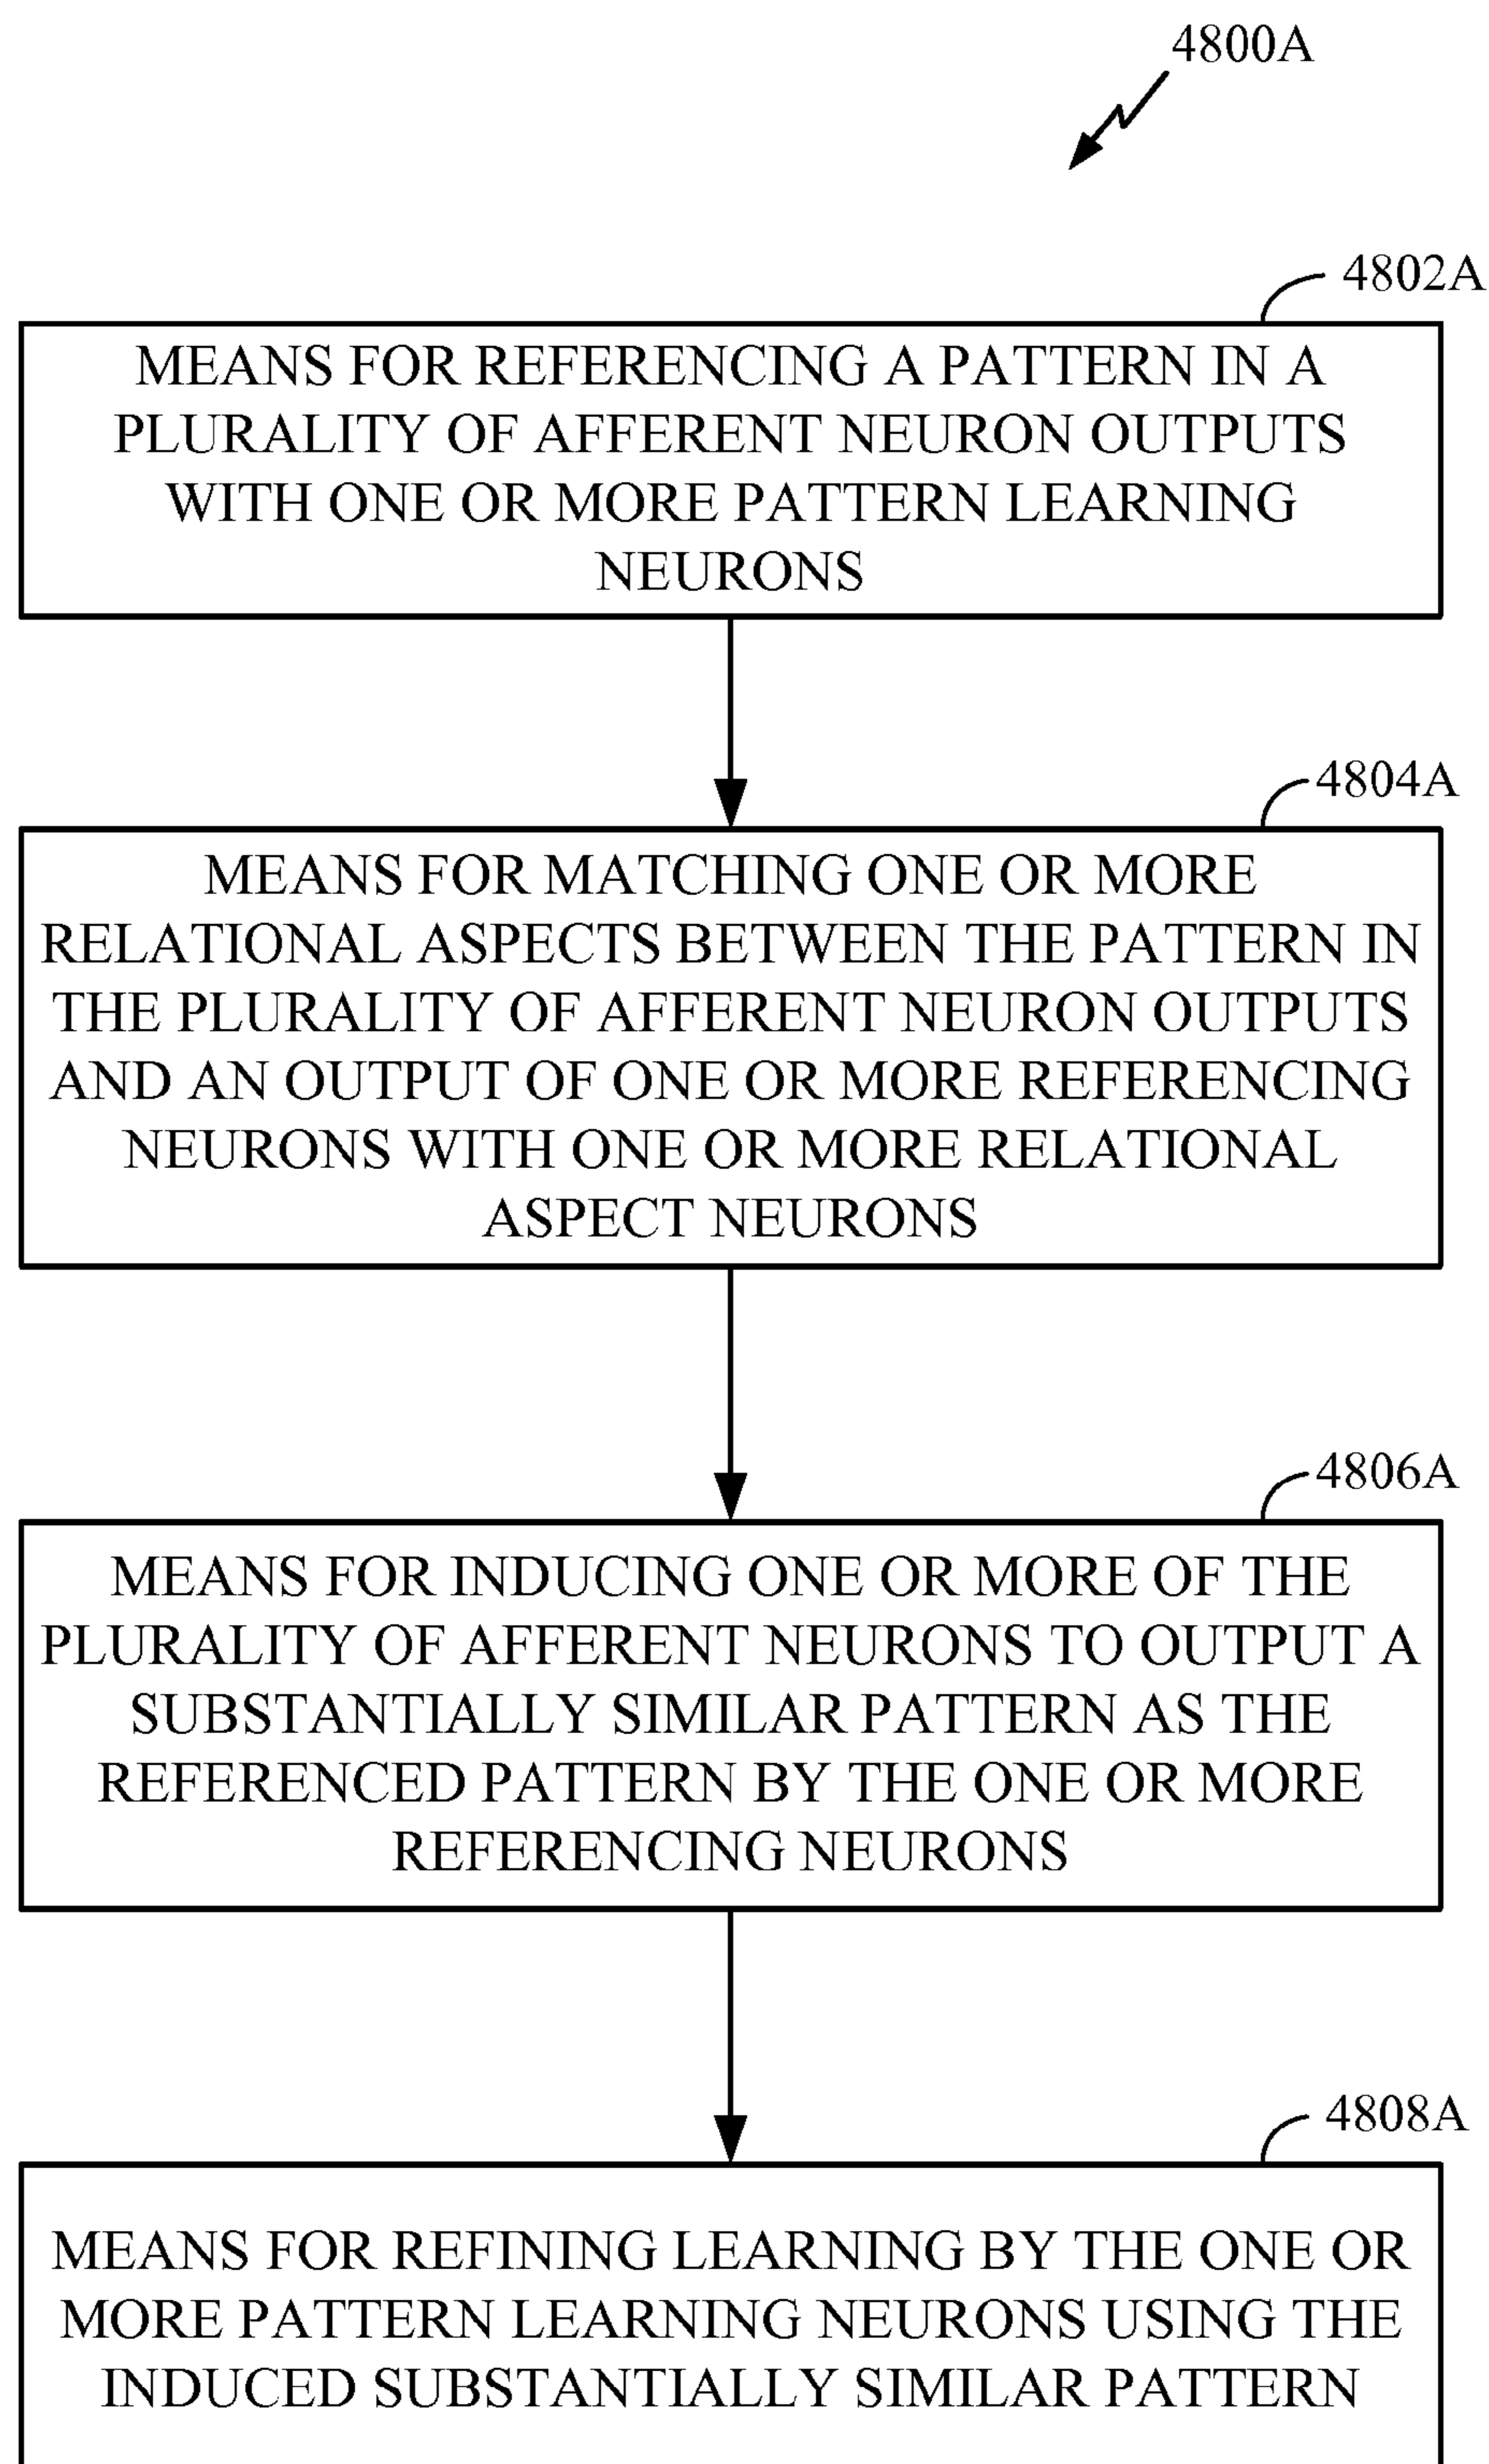 4800A
4802A
MEANS FOR REFERENCING A PATTERN IN A
PLURALITY OF AFFERENT NEURON OUTPUTS
WITH ONE OR MORE PATTERN LEARNING
NEURONS
4804A
MEANS FOR MATCHING ONE OR MORE
RELATIONAL ASPECTS BETWEEN THE PATTERN IN
THE PLURALITY OF AFFERENT NEURON OUTPUTS
AND AN OUTPUT OF ONE OR MORE REFERENCING
NEURONS WITH ONE OR MORE RELATIONAL
ASPECT NEURONS
4806A
MEANS FOR INDUCING ONE OR MORE OF THE
PLURALITY OF AFFERENT NEURONS TO OUTPUT A
SUBSTANTIALLY SIMILAR PATTERN AS THE
REFERENCED PATTERN BY THE ONE OR MORE
REFERENCING NEURONS
4808A
MEANS FOR REFINING LEARNING BY THE ONE OR
MORE PATTERN LEARNING NEURONS USING THE
INDUCED SUBSTANTIALLY SIMILAR PATTERN